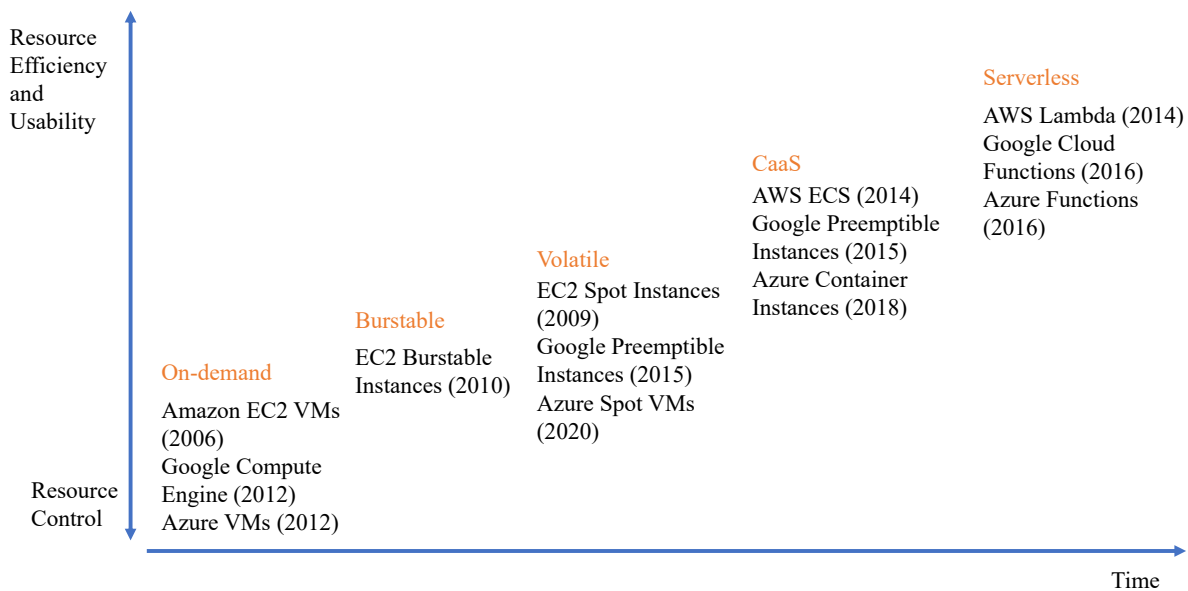 Resource
Efficiency
and
Usability
Resource
Control
On-demand
Amazon EC2 VMs
(2006)
Google Compute
Engine (2012)
Azure VMs (2012)
Burstable
EC2 Burstable
Instances (2010)
Volatile
EC2 Spot Instances
(2009)
Google Preemptible
Instances (2015)
Azure Spot VMs
(2020)
CaaS
AWS ECS (2014)
Google Preemptible
Instances (2015)
Azure Container
Instances (2018)
Serverless
AWS Lambda (2014)
Google Cloud
Functions (2016)
Azure Functions
(2016)
Time